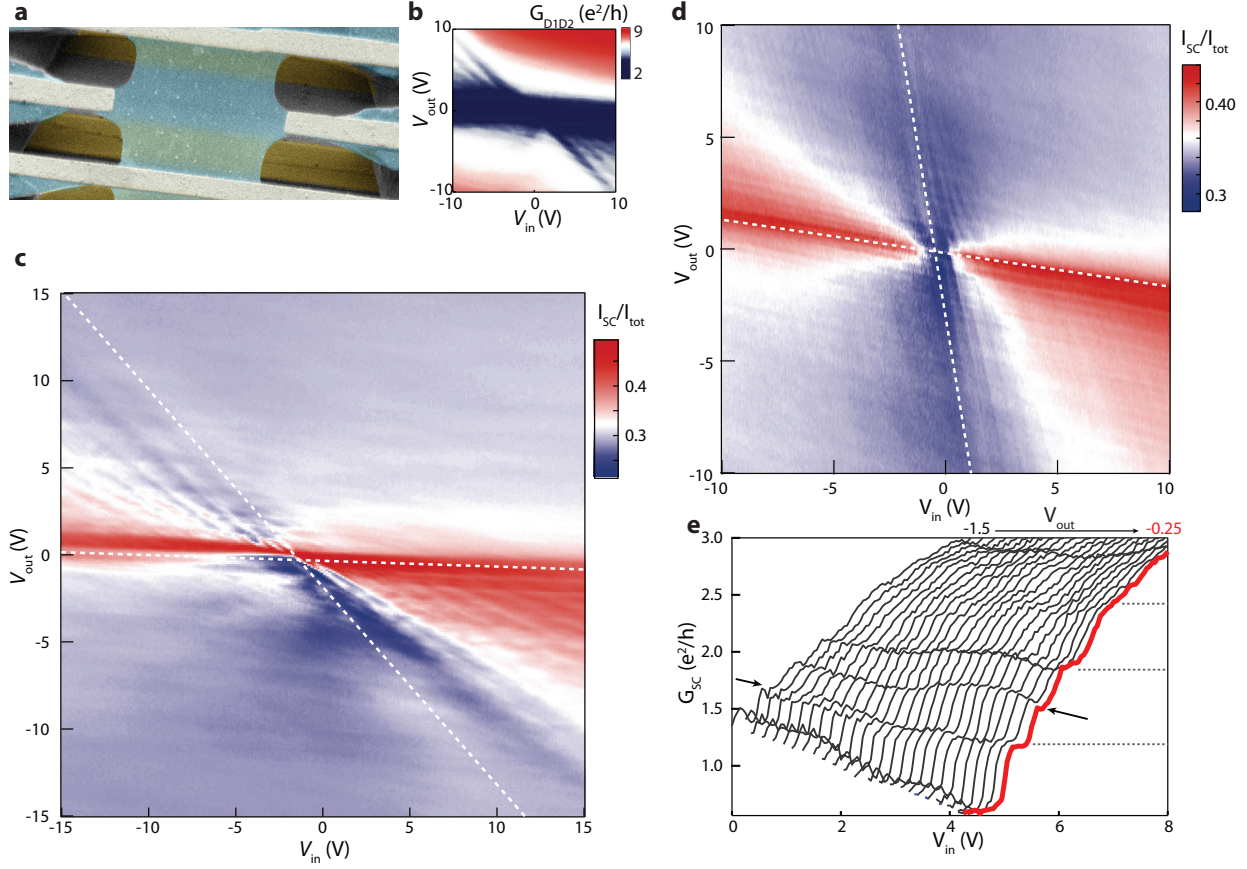 a
b
G_D1D2 (e²/h)
10
9
2
V_out (V)
0
-10
-10
0
10
V_in (V)
c
I_SC/I_tot
0.4
0.3
15
10
5
0
-5
-10
-15
V_out (V)
-15
-10
-5
0
5
10
15
V_in (V)
d
I_SC/I_tot
0.40
0.3
10
5
0
-5
-10
V_out (V)
-10
-5
0
5
10
V_in (V)
e
-1.5
V_out
-0.25
3.0
2.5
2.0
1.5
1.0
G_SC (e²/h)
0
2
4
6
8
V_in (V)